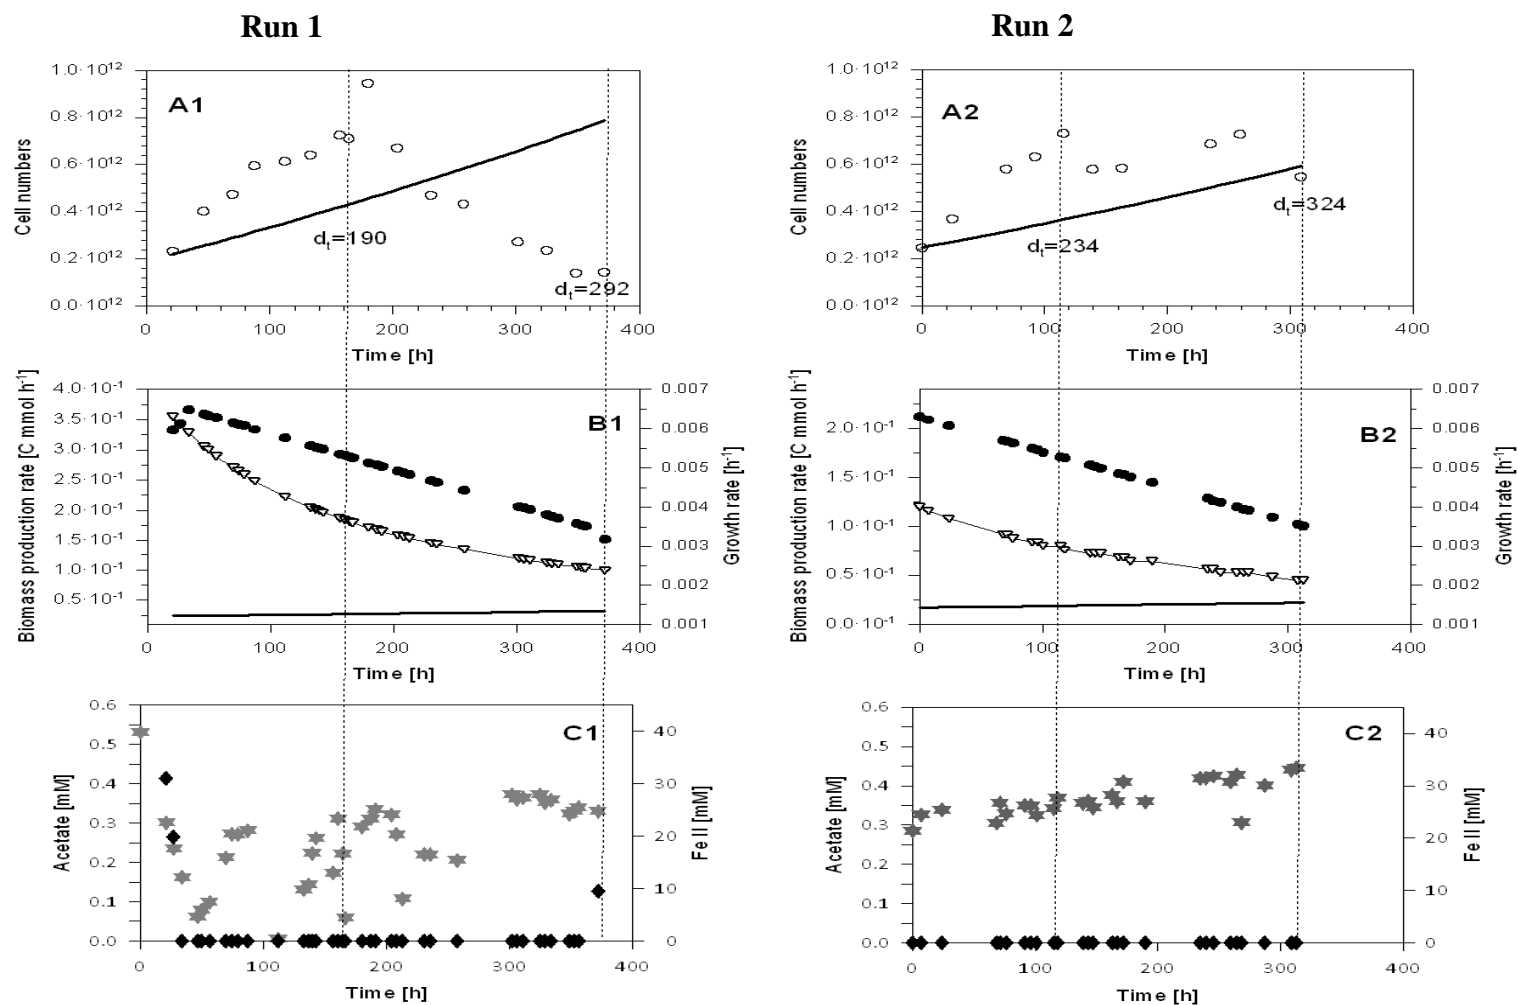 Run 1
Run 2
1.0·10¹²
0.8·10¹²
0.6·10¹²
0.4·10¹²
0.2·10¹²
0.0·10¹²
Cell numbers
A1
dₜ=190
dₜ=292
0 100 200 300 400
Time [h]
1.0·10¹²
0.8·10¹²
0.6·10¹²
0.4·10¹²
0.2·10¹²
0.0·10¹²
Cell numbers
A2
dₜ=234
dₜ=324
0 100 200 300 400
Time [h]
4.0·10⁻¹
3.5·10⁻¹
3.0·10⁻¹
2.5·10⁻¹
2.0·10⁻¹
1.5·10⁻¹
1.0·10⁻¹
0.5·10⁻¹
Biomass production rate [C mmol h⁻¹]
B1
0.007
0.006
0.005
0.004
0.003
0.002
0.001
Growth rate [h⁻¹]
0 100 200 300 400
Time [h]
2.0·10⁻¹
1.5·10⁻¹
1.0·10⁻¹
0.5·10⁻¹
0.0·10⁻¹
Biomass production rate [C mmol h⁻¹]
B2
0.007
0.006
0.005
0.004
0.003
0.002
0.001
Growth rate [h⁻¹]
0 100 200 300 400
Time [h]
0.6
0.5
0.4
0.3
0.2
0.1
0.0
Acetate [mM]
C1
40
30
20
10
0
Fe II [mM]
0 100 200 300 400
Time [h]
0.6
0.5
0.4
0.3
0.2
0.1
0.0
Acetate [mM]
C2
40
30
20
10
0
Fe II [mM]
0 100 200 300 400
Time [h]